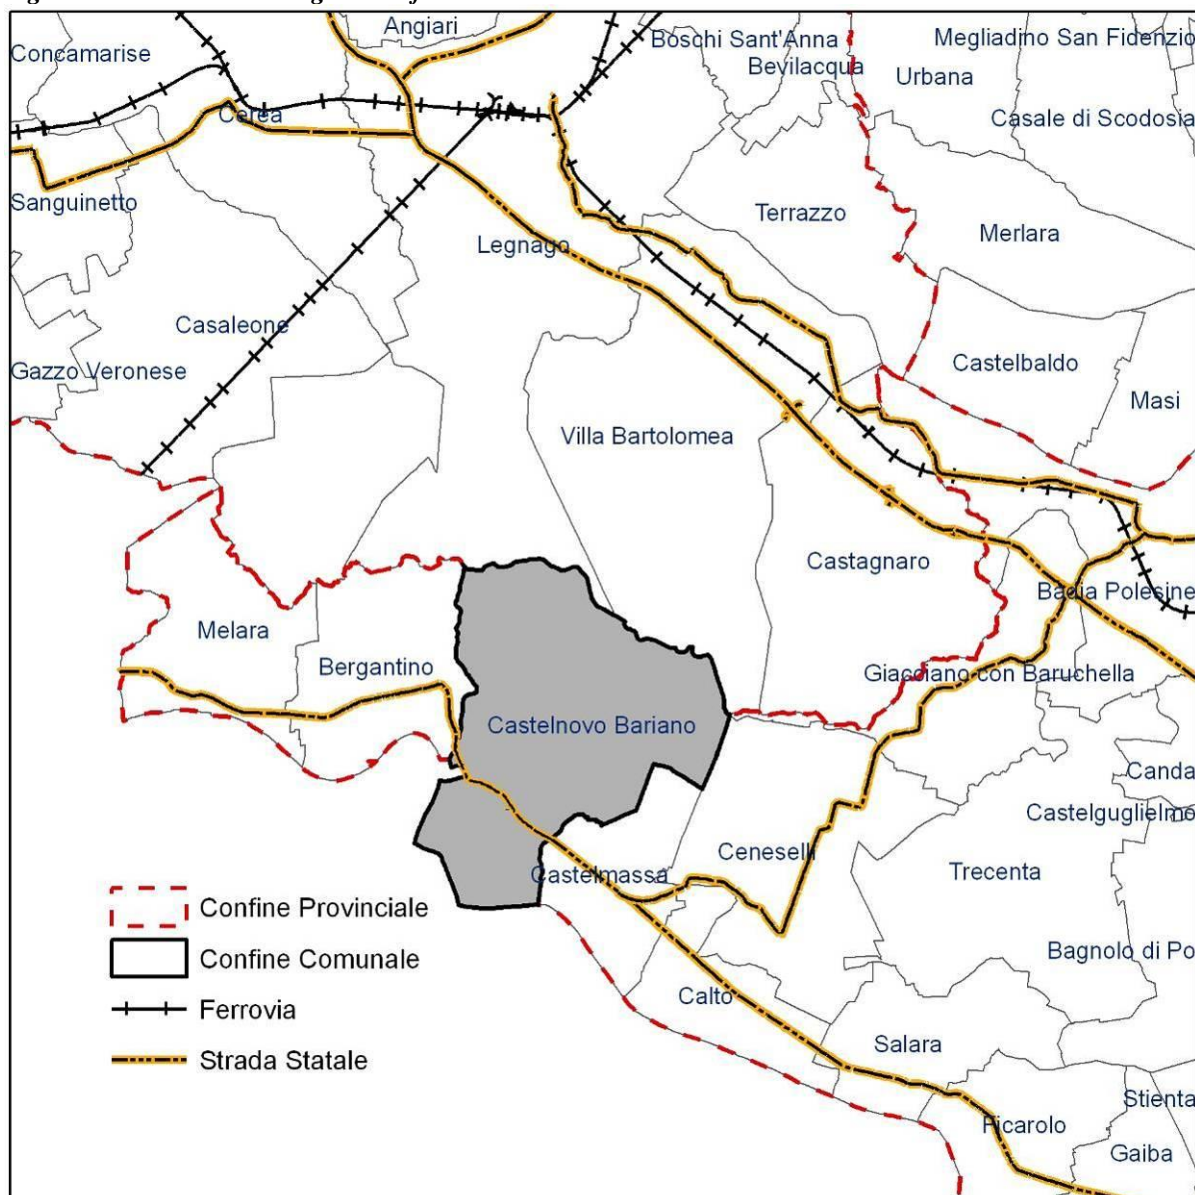 Angiari
Boschi Sant'Anna
Megliadino San Fidenzio
Concamarise
Bevilacqua
Urbana
Cerea
Casale di Scodosia
Sanguinetto
Terrazzo
Merlara
Legnago
Casaleone
Gazzo Veronese
Castelbaldo
Masi
Villa Bartolomea
Castagnaro
Badia Polesine
Melara
Bergantino
Giacciano con Baruchella
Castelnovo Bariano
Canda
Castelguglielmo
Ceneselli
Trecenta
Castelmassa
Confine Provinciale
Bagnolo di Po
Confine Comunale
Calto
Ferrovia
Salara
Strada Statale
Stienta
Ficarolo
Gaiba